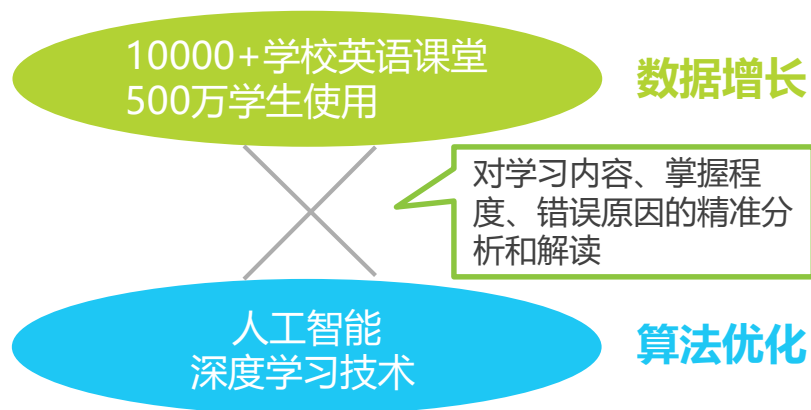 10000+学校英语课堂
500万学生使用
数据增长
对学习内容、掌握程
度、错误原因的精准分
析和解读
人工智能
深度学习技术
算法优化